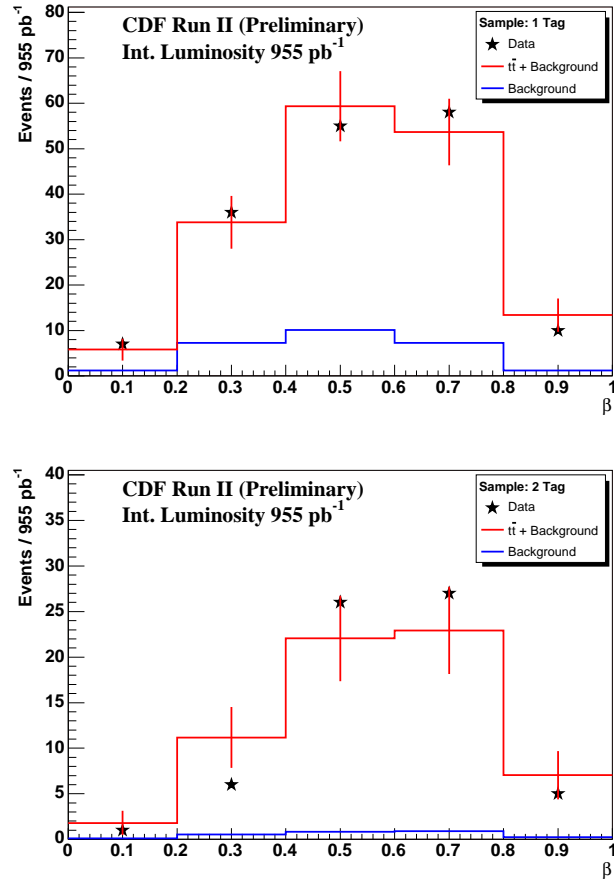 CDF Run II (Preliminary)
Int. Luminosity 955 pb⁻¹
Sample: 1 Tag
Data
tt̄ + Background
Background
Events / 955 pb⁻¹
80
70
60
50
40
30
20
10
0
0 0.1 0.2 0.3 0.4 0.5 0.6 0.7 0.8 0.9 1
β
CDF Run II (Preliminary)
Int. Luminosity 955 pb⁻¹
Sample: 2 Tag
Data
tt̄ + Background
Background
Events / 955 pb⁻¹
40
35
30
25
20
15
10
5
0
0 0.1 0.2 0.3 0.4 0.5 0.6 0.7 0.8 0.9 1
β